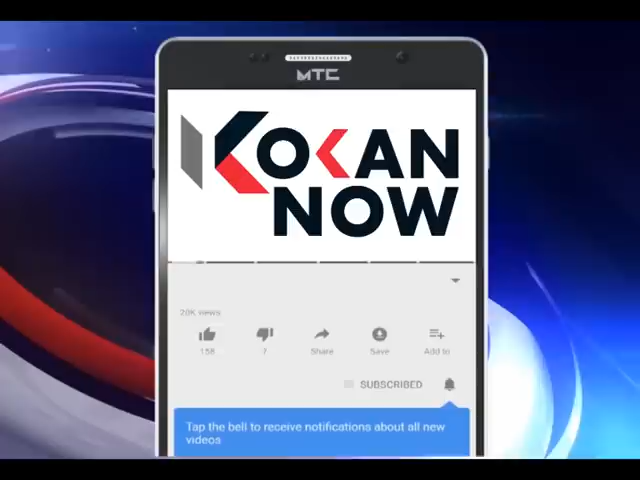 MTC
KOKAN
NOW
20K views
158
7
Share
Save
Add to
SUBSCRIBED
Tap the bell to receive notifications about all new
videos